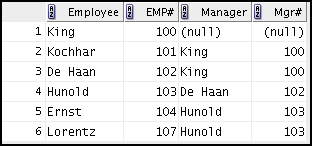 Employee EMP# Manager Mgr#
1 King 100 (null) (null)
2 Kochhar 101 King 100
3 De Haan 102 King 100
4 Hunold 103 De Haan 102
5 Ernst 104 Hunold 103
6 Lorentz 107 Hunold 103